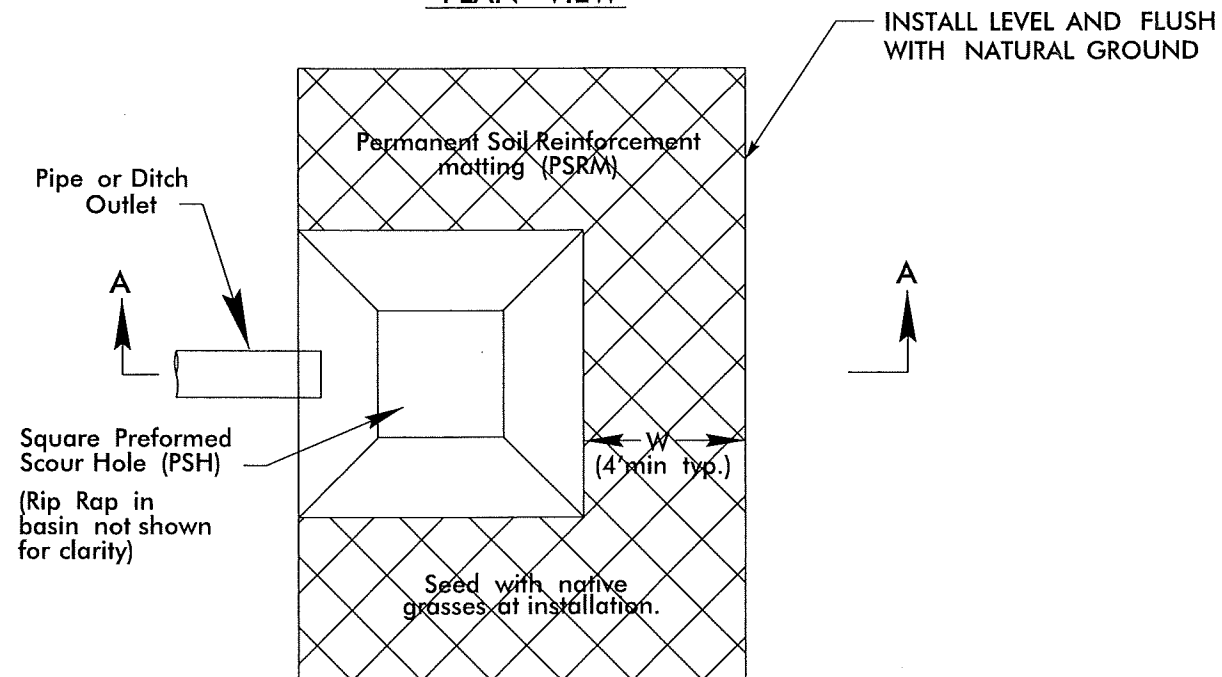 PLAN VIEW
INSTALL LEVEL AND FLUSH
WITH NATURAL GROUND
Permanent Soil Reinforcement
matting (PSRM)
Pipe or Ditch
Outlet
A
A
Square Preformed
Scour Hole (PSH)
(Rip Rap in
basin not shown
for clarity)
W
(4'min typ.)
Seed with native
grasses at installation.